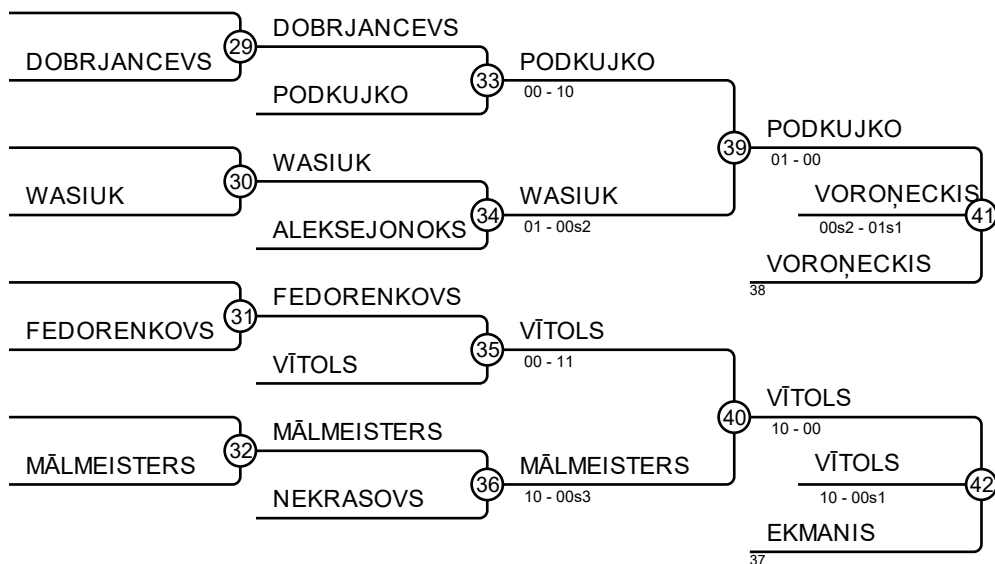 DOBRJANCEVS
29
DOBRJANCEVS
PODKUJKO
33
PODKUJKO
00 - 10
WASIUK
30
WASIUK
ALEKSEJONOKS
34
WASIUK
01 - 00s2
39
PODKUJKO
01 - 00
VOROŅECKIS
00s2 - 01s1
41
VOROŅECKIS
38
FEDORENKOVS
31
FEDORENKOVS
VĪTOLS
35
VĪTOLS
00 - 11
MĀLMEISTERS
32
MĀLMEISTERS
NEKRASOVS
36
MĀLMEISTERS
10 - 00s3
40
VĪTOLS
10 - 00
VĪTOLS
10 - 00s1
42
EKMANIS
37